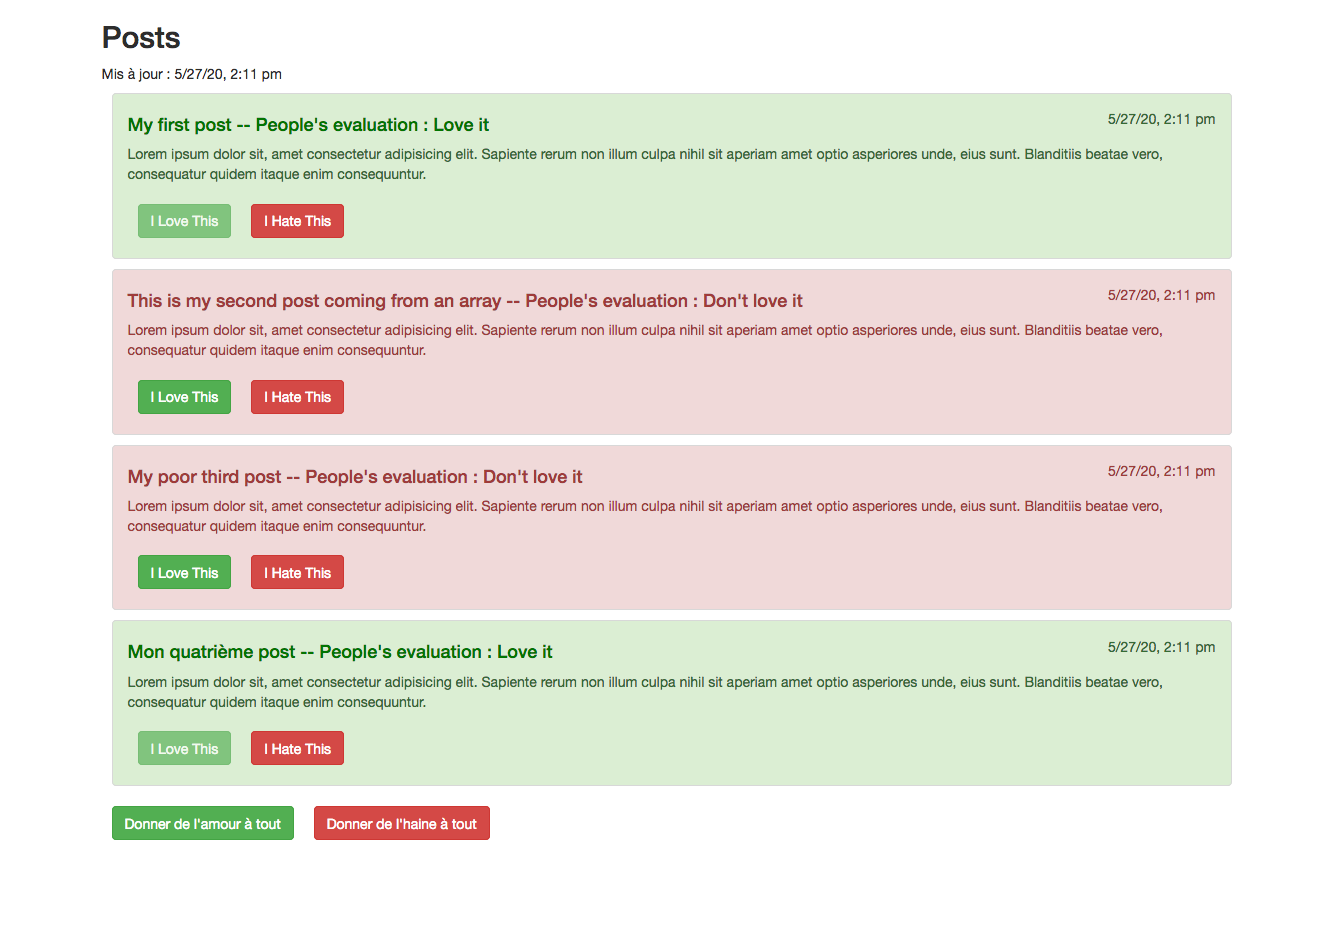 Posts
Mis à jour : 5/27/20, 2:11 pm
My first post -- People's evaluation : Love it
5/27/20, 2:11 pm
Lorem ipsum dolor sit, amet consectetur adipisicing elit. Sapiente rerum non illum culpa nihil sit aperiam amet optio asperiores unde, eius sunt. Blanditiis beatae vero,
consequatur quidem itaque enim consequuntur.
I Love This
I Hate This
This is my second post coming from an array -- People's evaluation : Don't love it
5/27/20, 2:11 pm
Lorem ipsum dolor sit, amet consectetur adipisicing elit. Sapiente rerum non illum culpa nihil sit aperiam amet optio asperiores unde, eius sunt. Blanditiis beatae vero,
consequatur quidem itaque enim consequuntur.
I Love This
I Hate This
My poor third post -- People's evaluation : Don't love it
5/27/20, 2:11 pm
Lorem ipsum dolor sit, amet consectetur adipisicing elit. Sapiente rerum non illum culpa nihil sit aperiam amet optio asperiores unde, eius sunt. Blanditiis beatae vero,
consequatur quidem itaque enim consequuntur.
I Love This
I Hate This
Mon quatrième post -- People's evaluation : Love it
5/27/20, 2:11 pm
Lorem ipsum dolor sit, amet consectetur adipisicing elit. Sapiente rerum non illum culpa nihil sit aperiam amet optio asperiores unde, eius sunt. Blanditiis beatae vero,
consequatur quidem itaque enim consequuntur.
I Love This
I Hate This
Donner de l'amour à tout
Donner de l'haine à tout